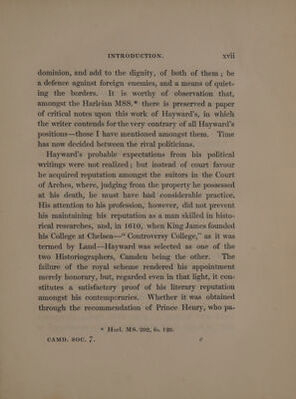 INTRODUCTION. xvii
dominion, and add to the dignity, of both of them; be
a defence against foreign enemies, and a means of quiet-
ing the borders. It is worthy of observation that,
amongst the Harleian MSS.* there is preserved a paper
of critical notes upon this work of Hayward's, in which
the writer contends for the very contrary of all Hayward's
positions—those I have mentioned amongst them. Time
has now decided between the rival politicians.
Hayward's probable expectations from his political
writings were not realized; but instead of court favour
he acquired reputation amongst the suitors in the Court
of Arches, where, judging from the property he possessed
at his death, he must have had considerable practice.
His attention to his profession, however, did not prevent
his maintaining his reputation as a man skilled in histo-
rical researches, and, in 1610, when King James founded
his College at Chelsea—"Controversy College," as it was
termed by Laud—Hayward was selected as one of the
two Historiographers, Camden being the other. The
failure of the royal scheme rendered his appointment
merely honorary, but, regarded even in that light, it con-
stitutes a satisfactory proof of his literary reputation
amongst his contemporaries. Whether it was obtained
through the recommendation of Prince Henry, who pa-
* Harl. MS. 292, fo. 120.
CAMD. SOC. 7. c